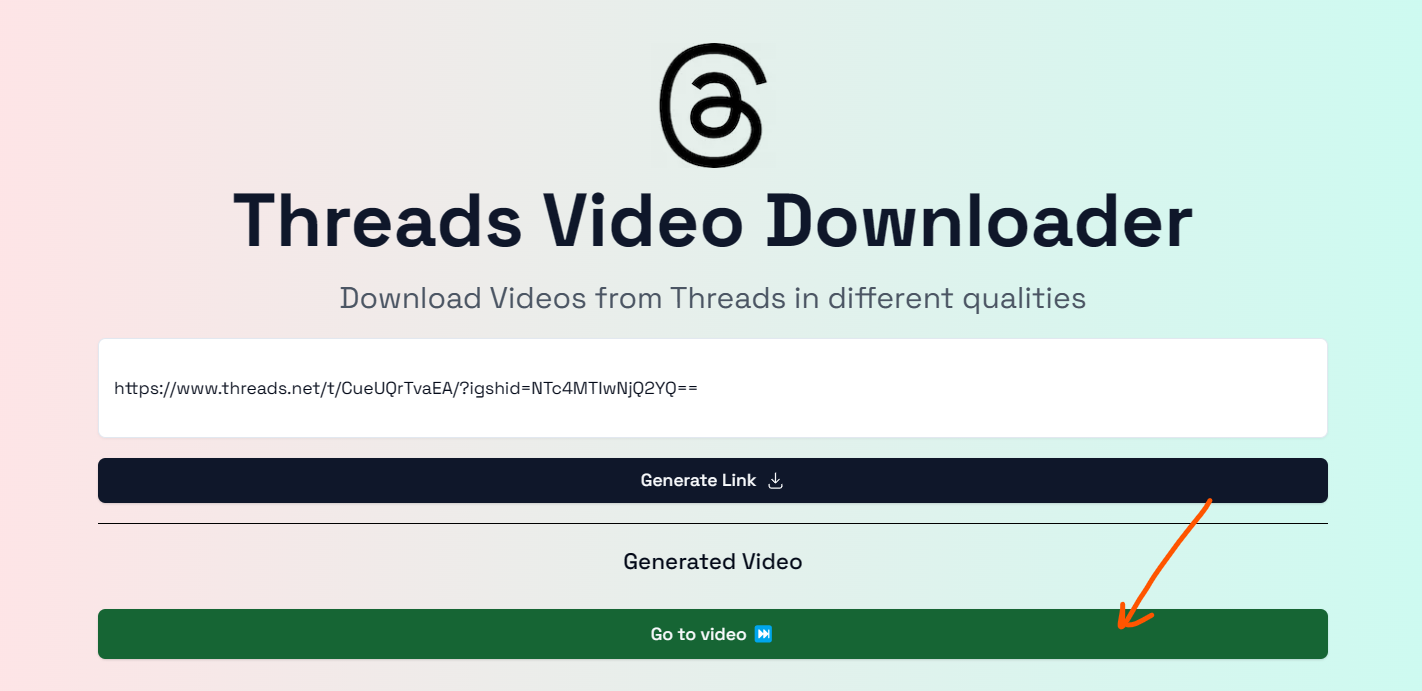 Threads Video Downloader
Download Videos from Threads in different qualities
https://www.threads.net/t/CueUQrTvaEA/?igshid=NTc4MTIwNjQ2YQ==
Generate Link
Generated Video
Go to video ⏭